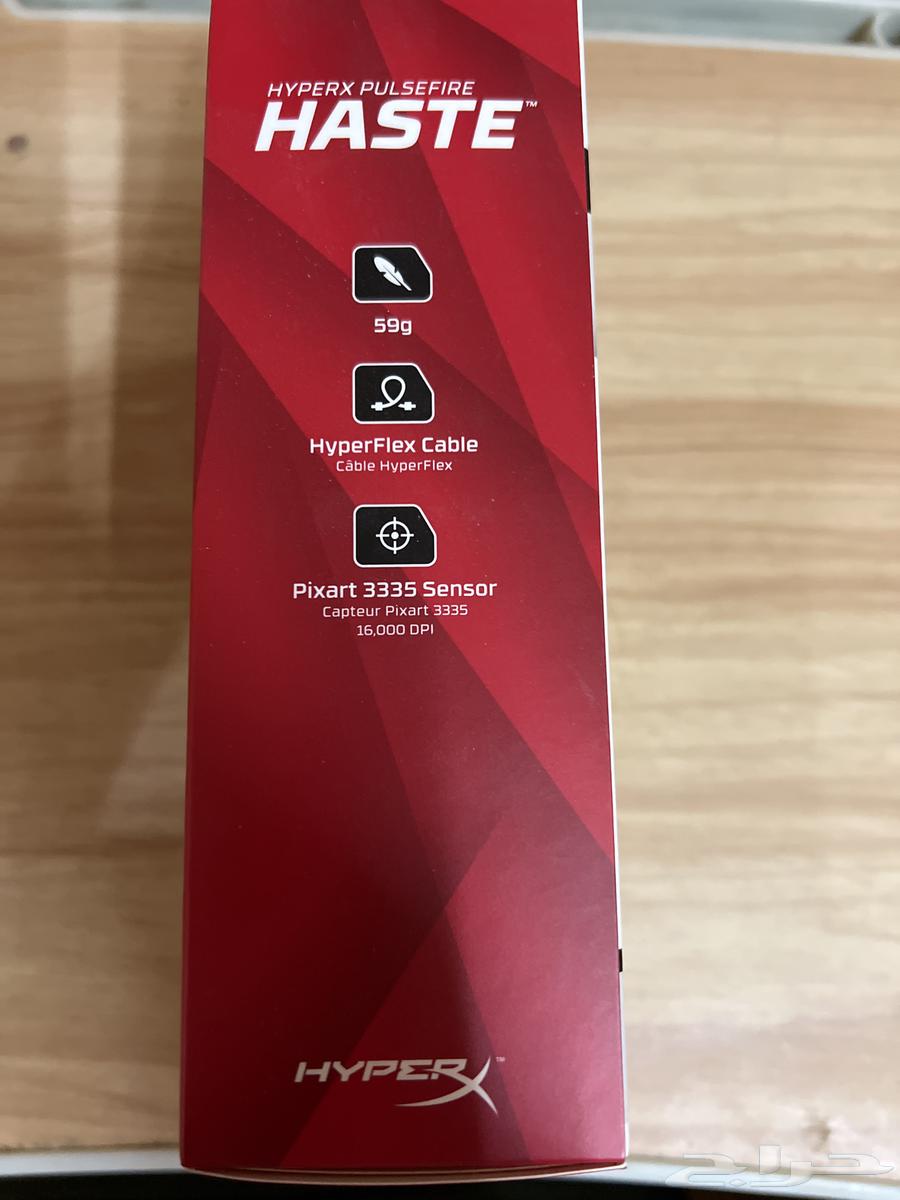 HYPERX PULSEFIRE
HASTE™
59g
HyperFlex Cable
Câble HyperFlex
Pixart 3335 Sensor
Capteur Pixart 3335
16,000 DPI
HYPERX™
حراج